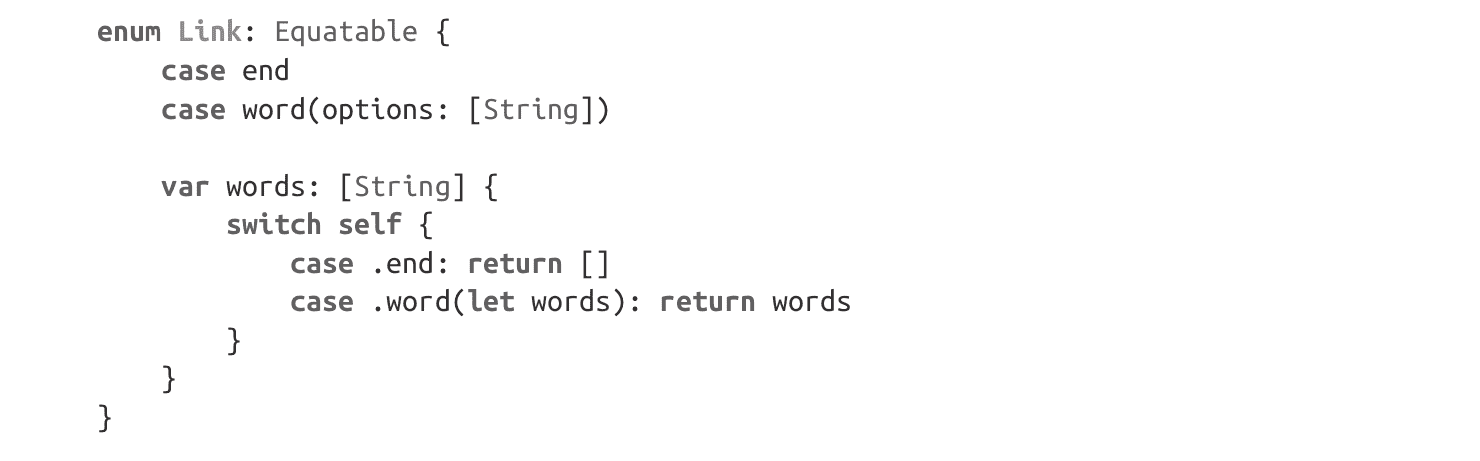 enum Link: Equatable {
    case end
    case word(options: [String])

    var words: [String] {
        switch self {
            case .end: return []
            case .word(let words): return words
        }
    }
}